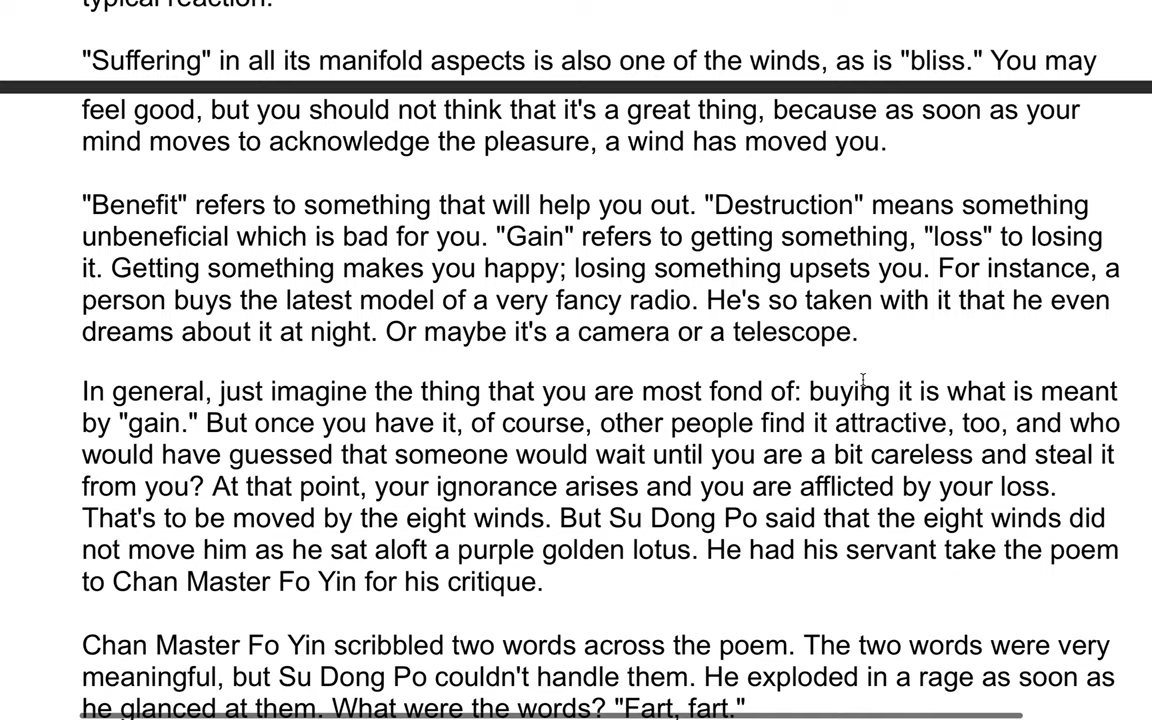 typical reaction.
"Suffering" in all its manifold aspects is also one of the winds, as is "bliss." You may
feel good, but you should not think that it's a great thing, because as soon as your
mind moves to acknowledge the pleasure, a wind has moved you.
"Benefit" refers to something that will help you out. "Destruction" means something
unbeneficial which is bad for you. "Gain" refers to getting something, "loss" to losing
it. Getting something makes you happy; losing something upsets you. For instance, a
person buys the latest model of a very fancy radio. He's so taken with it that he even
dreams about it at night. Or maybe it's a camera or a telescope.
In general, just imagine the thing that you are most fond of: buying it is what is meant
by "gain." But once you have it, of course, other people find it attractive, too, and who
would have guessed that someone would wait until you are a bit careless and steal it
from you? At that point, your ignorance arises and you are afflicted by your loss.
That's to be moved by the eight winds. But Su Dong Po said that the eight winds did
not move him as he sat aloft a purple golden lotus. He had his servant take the poem
to Chan Master Fo Yin for his critique.
Chan Master Fo Yin scribbled two words across the poem. The two words were very
meaningful, but Su Dong Po couldn't handle them. He exploded in a rage as soon as
he glanced at them. What were the words? "Fart, fart."